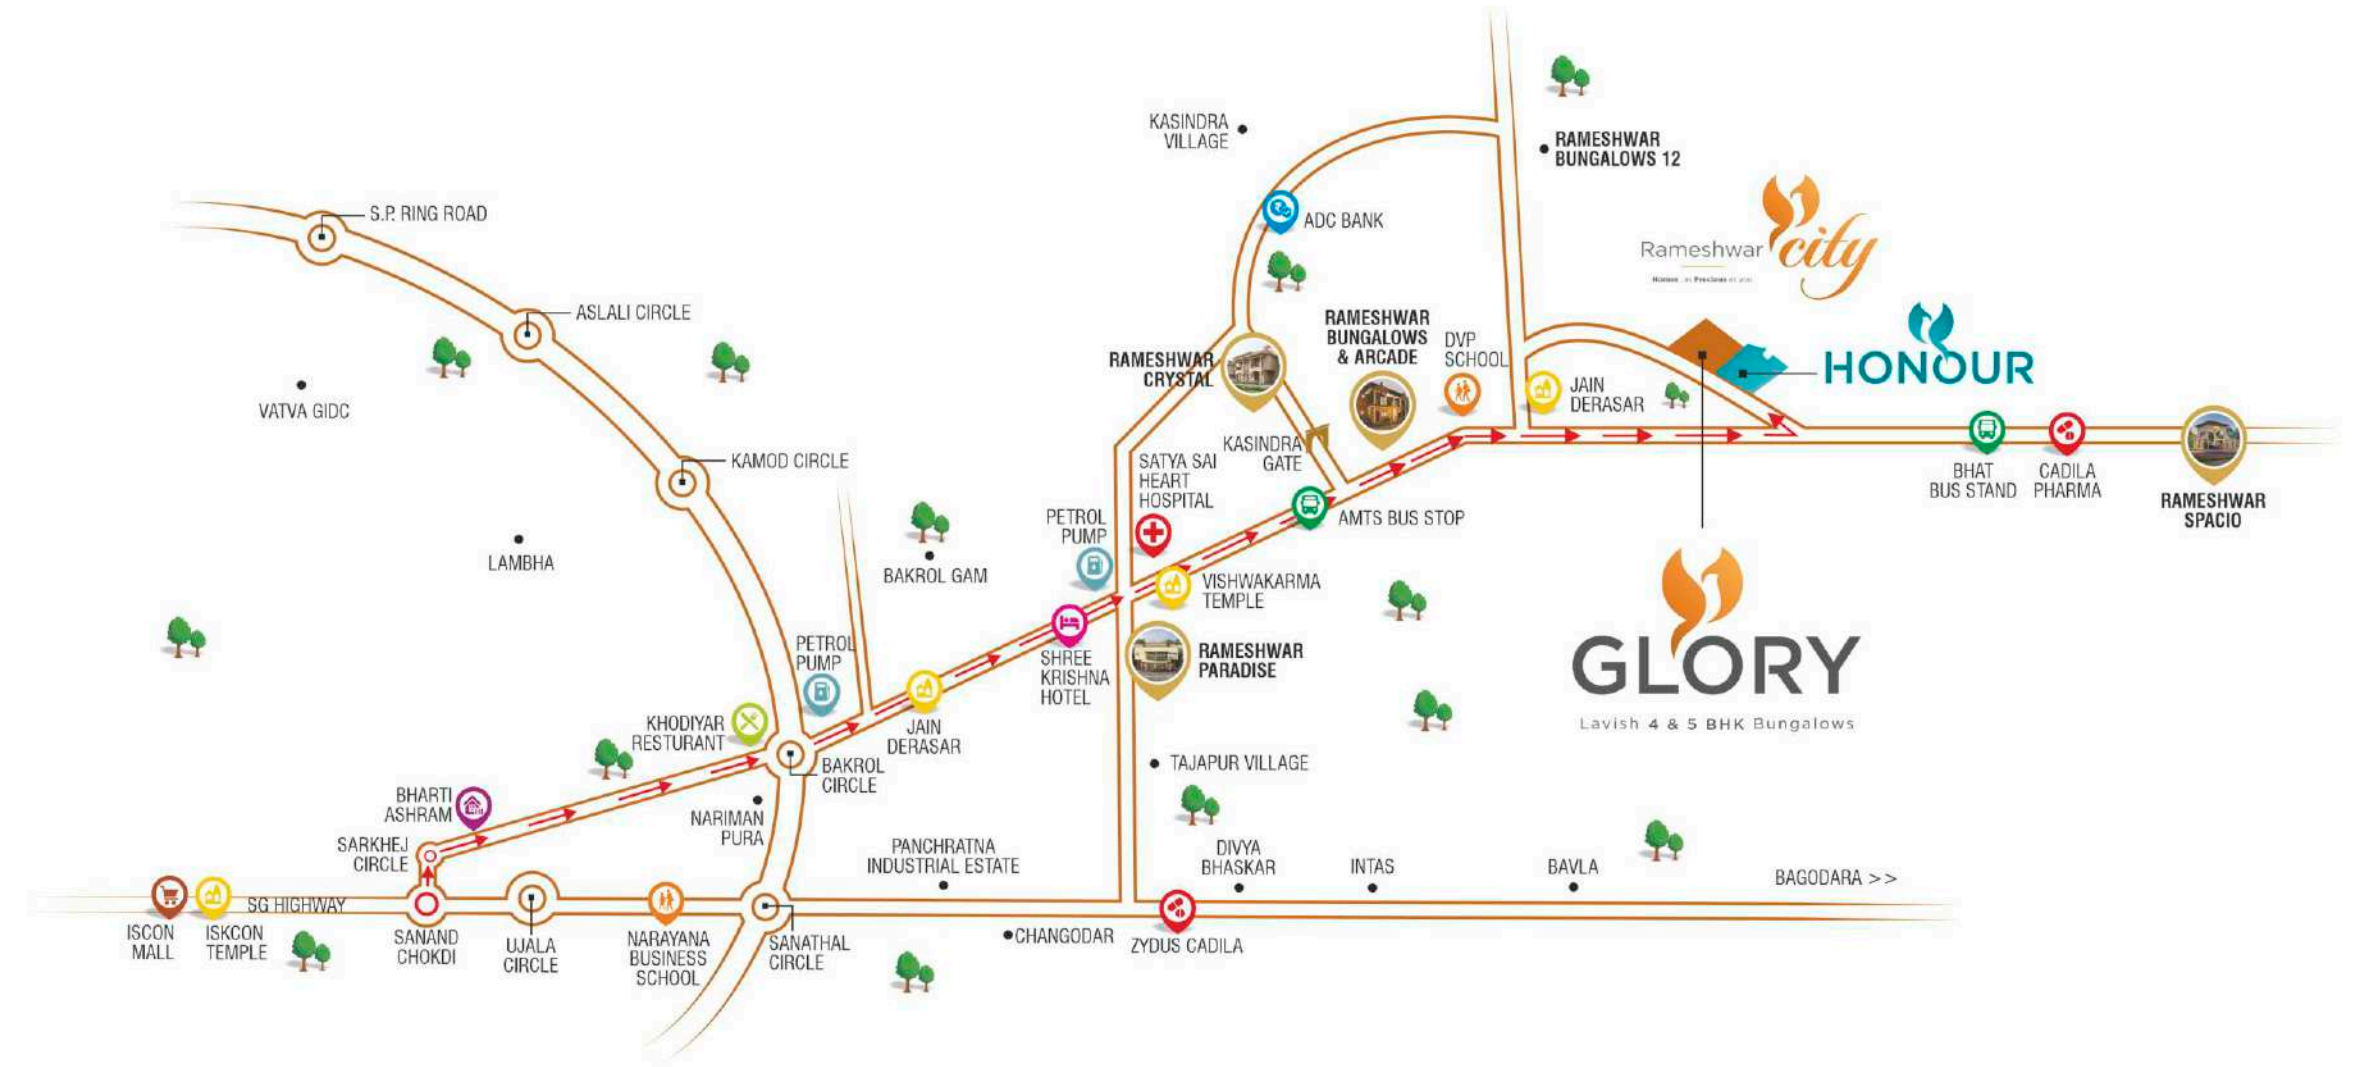 KASINDRA
VILLAGE
RAMESHWAR
BUNGALOWS 12
S.P. RING ROAD
ADC BANK
Rameshwar city
ASLALI CIRCLE
RAMESHWAR
BUNGALOWS
& ARCADE
DVP
SCHOOL
RAMESHWAR
CRYSTAL
HONOUR
JAIN
DERASAR
VATVA GIDC
KASINDRA
GATE
KAMOD CIRCLE
SATYA SAI
HEART
HOSPITAL
BHAT
BUS STAND
CADILA
PHARMA
RAMESHWAR
SPACIO
PETROL
PUMP
AMTS BUS STOP
LAMBHA
BAKROL GAM
VISHWAKARMA
TEMPLE
PETROL
PUMP
SHREE
KRISHNA
HOTEL
RAMESHWAR
PARADISE
GLORY
Lavish 4 & 5 BHK Bungalows
KHODIYAR
RESTURANT
JAIN
DERASAR
BAKROL
CIRCLE
TAJAPUR VILLAGE
BHARTI
ASHRAM
NARIMAN
PURA
SARKHEJ
CIRCLE
PANCHRATNA
INDUSTRIAL ESTATE
DIVYA
BHASKAR
INTAS
BAVLA
BAGODARA >>
SG HIGHWAY
ISCON
MALL
ISKCON
TEMPLE
SANAND
CHOKDI
UJALA
CIRCLE
NARAYANA
BUSINESS
SCHOOL
SANATHAL
CIRCLE
CHANGODAR
ZYDUS CADILA